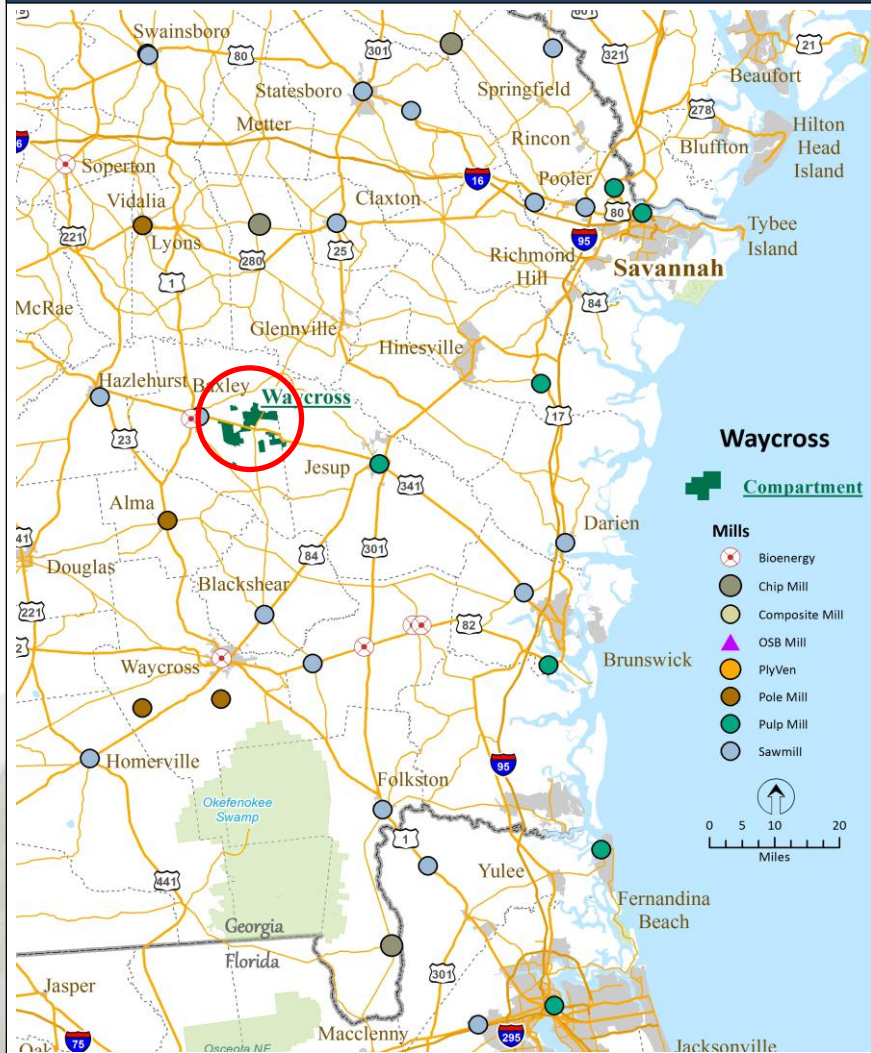 Swainsboro
80
301
321
21
Beaufort
Statesboro
Springfield
278
Metter
Rincon
Bluffton
Hilton
Head
Island
Soperton
16
Pooler
Vidalia
Claxton
80
Tybee
Island
221
Lyons
280
25
95
Richmond
Hill
Savannah
1
84
McRae
Glennville
Hinesville
Hazlehurst
Baxley
Waycross
17
23
Jesup
341
Alma
301
Darien
41
Douglas
84
Blackshear
221
82
Waycross
Brunswick
Homerville
95
Folkston
Okefenokee
Swamp
1
Yulee
441
Fernandina
Beach
Georgia
Florida
301
Jasper
Macclenny
75
Osceola NF
295
Jacksonville
Waycross
Compartment
Mills
Bioenergy
Chip Mill
Composite Mill
OSB Mill
PlyVen
Pole Mill
Pulp Mill
Sawmill
0 5 10 20
Miles